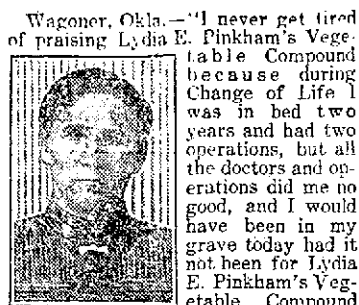 Wagoner, Okla.—"I never get tired
of praising Lydia E. Pinkham's Vege-
table Compound
because during
Change of Life I
was in bed two
years and had two
operations, but all
the doctors and op-
erations did me no
good, and I would
have been in my
grave today had it
not been for Lydia
E. Pinkham's Veg-
etable Compound